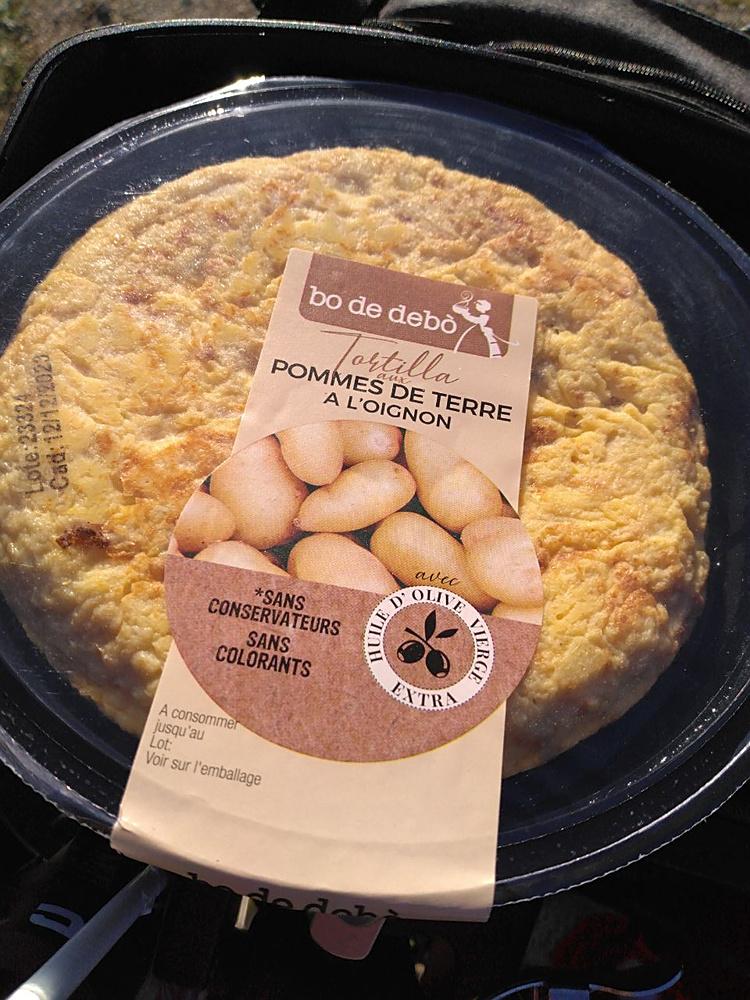 bo de debò
Tortilla
aux
POMMES DE TERRE
A L'OIGNON
avec
HUILE D'OLIVE VIERGE
EXTRA
*SANS
CONSERVATEURS
SANS
COLORANTS
A consommer
jusqu'au
Lot:
Voir sur l'emballage
bo de debò
Lote:23324
Cad:12/12/2023